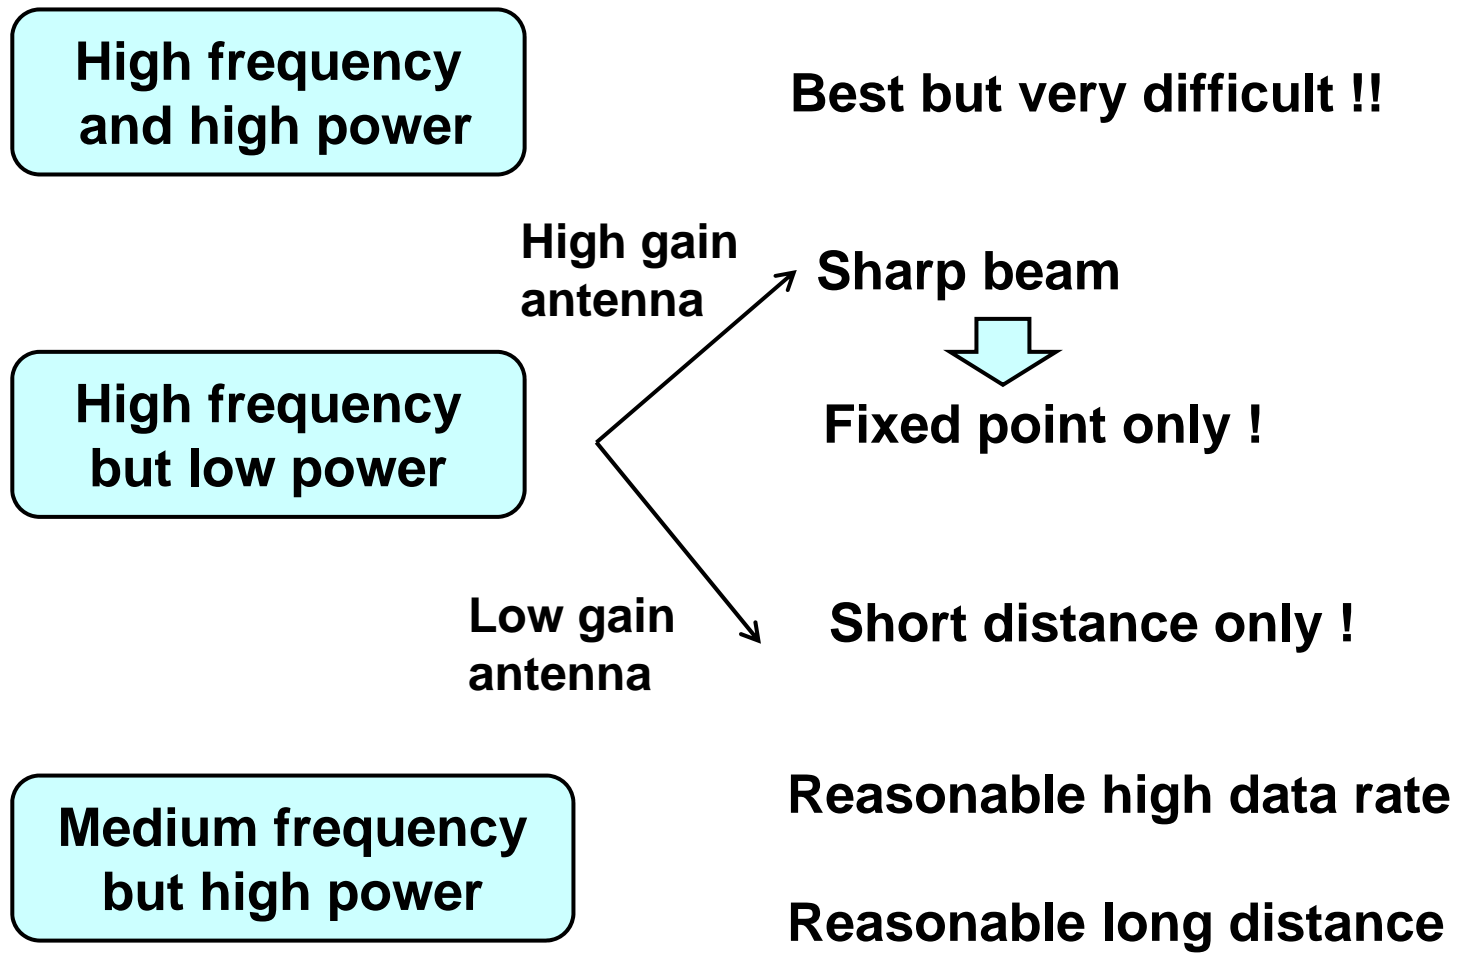 High frequency
and high power
Best but very difficult !!
High gain
antenna
Sharp beam
High frequency
but low power
Fixed point only !
Low gain
antenna
Short distance only !
Medium frequency
but high power
Reasonable high data rate
Reasonable long distance